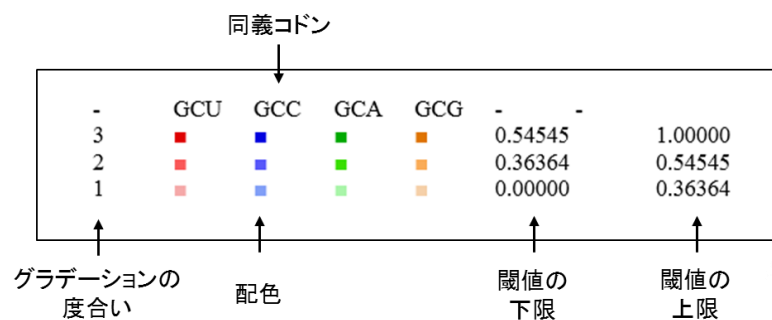 同義コドン
- GCU GCC GCA GCG - -
3 0.54545 1.00000
2 0.36364 0.54545
1 0.00000 0.36364
グラデーションの
度合い
配色
閾値の
下限
閾値の
上限